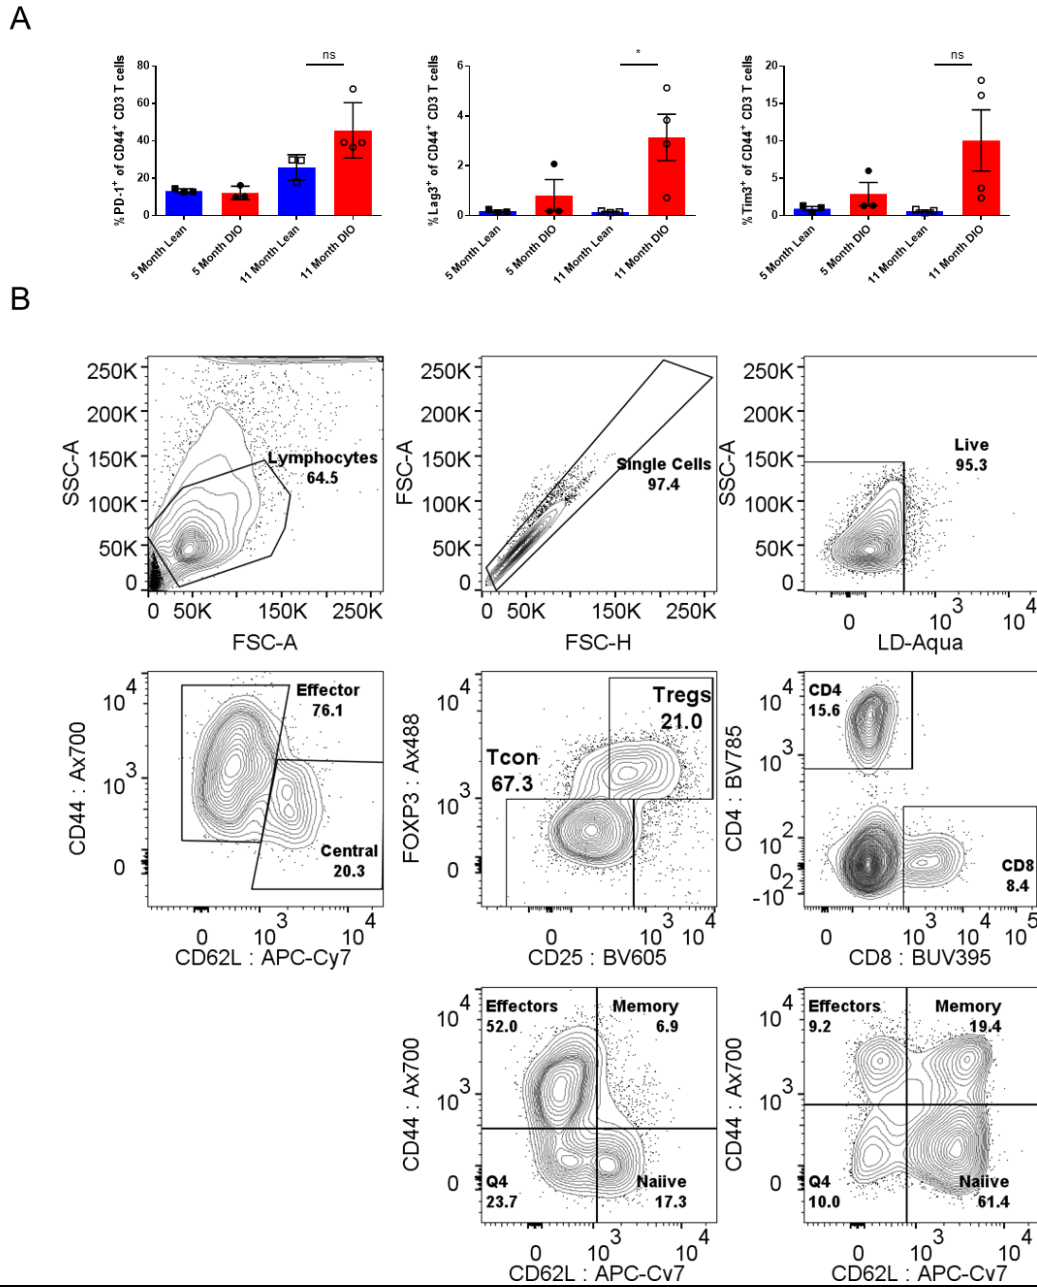 A
ns
*
ns
%PD-1+ of CD44+ CD3 T cells
80
60
40
20
0
5 Month Lean
5 Month DIO
11 Month Lean
11 Month DIO
%Lag3+ of CD44+ CD3 T cells
6
4
2
0
5 Month Lean
5 Month DIO
11 Month Lean
11 Month DIO
%Tim3+ of CD44+ CD3 T cells
20
15
10
5
0
5 Month Lean
5 Month DIO
11 Month Lean
11 Month DIO
B
SSC-A
250K
200K
150K
100K
50K
0
Lymphocytes
64.5
0 50K 150K 250K
FSC-A
FSC-A
250K
200K
150K
100K
50K
0
Single Cells
97.4
0 50K 150K 250K
FSC-H
SSC-A
250K
200K
150K
100K
50K
0
Live
95.3
0 10^3 10^4
LD-Aqua
CD44 : Ax700
10^4
10^3
0
Effector
76.1
Central
20.3
0 10^3 10^4
CD62L : APC-Cy7
FOXP3 : Ax488
10^4
10^3
0
Tregs
21.0
Tcon
67.3
0 10^3 10^4
CD25 : BV605
CD4 : BV785
10^4
10^3
10^2
0
-10^2
CD4
15.6
CD8
8.4
0 10^2 10^3 10^4 10^5
CD8 : BUV395
CD44 : Ax700
10^4
10^3
0
Effectors
52.0
Memory
6.9
Q4
23.7
Naiive
17.3
0 10^3 10^4
CD62L : APC-Cy7
CD44 : Ax700
10^4
10^3
0
Effectors
9.2
Memory
19.4
Q4
10.0
Naiive
61.4
0 10^3 10^4
CD62L : APC-Cy7